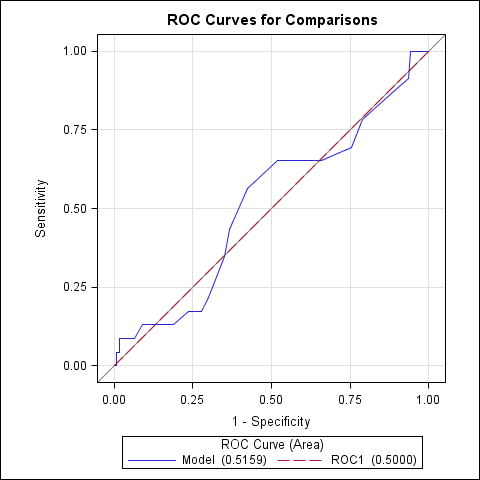 ROC Curves for Comparisons
1.00
0.75
0.50
0.25
0.00
Sensitivity
0.00 0.25 0.50 0.75 1.00
1 - Specificity
ROC Curve (Area)
Model (0.5159) ROC1 (0.5000)